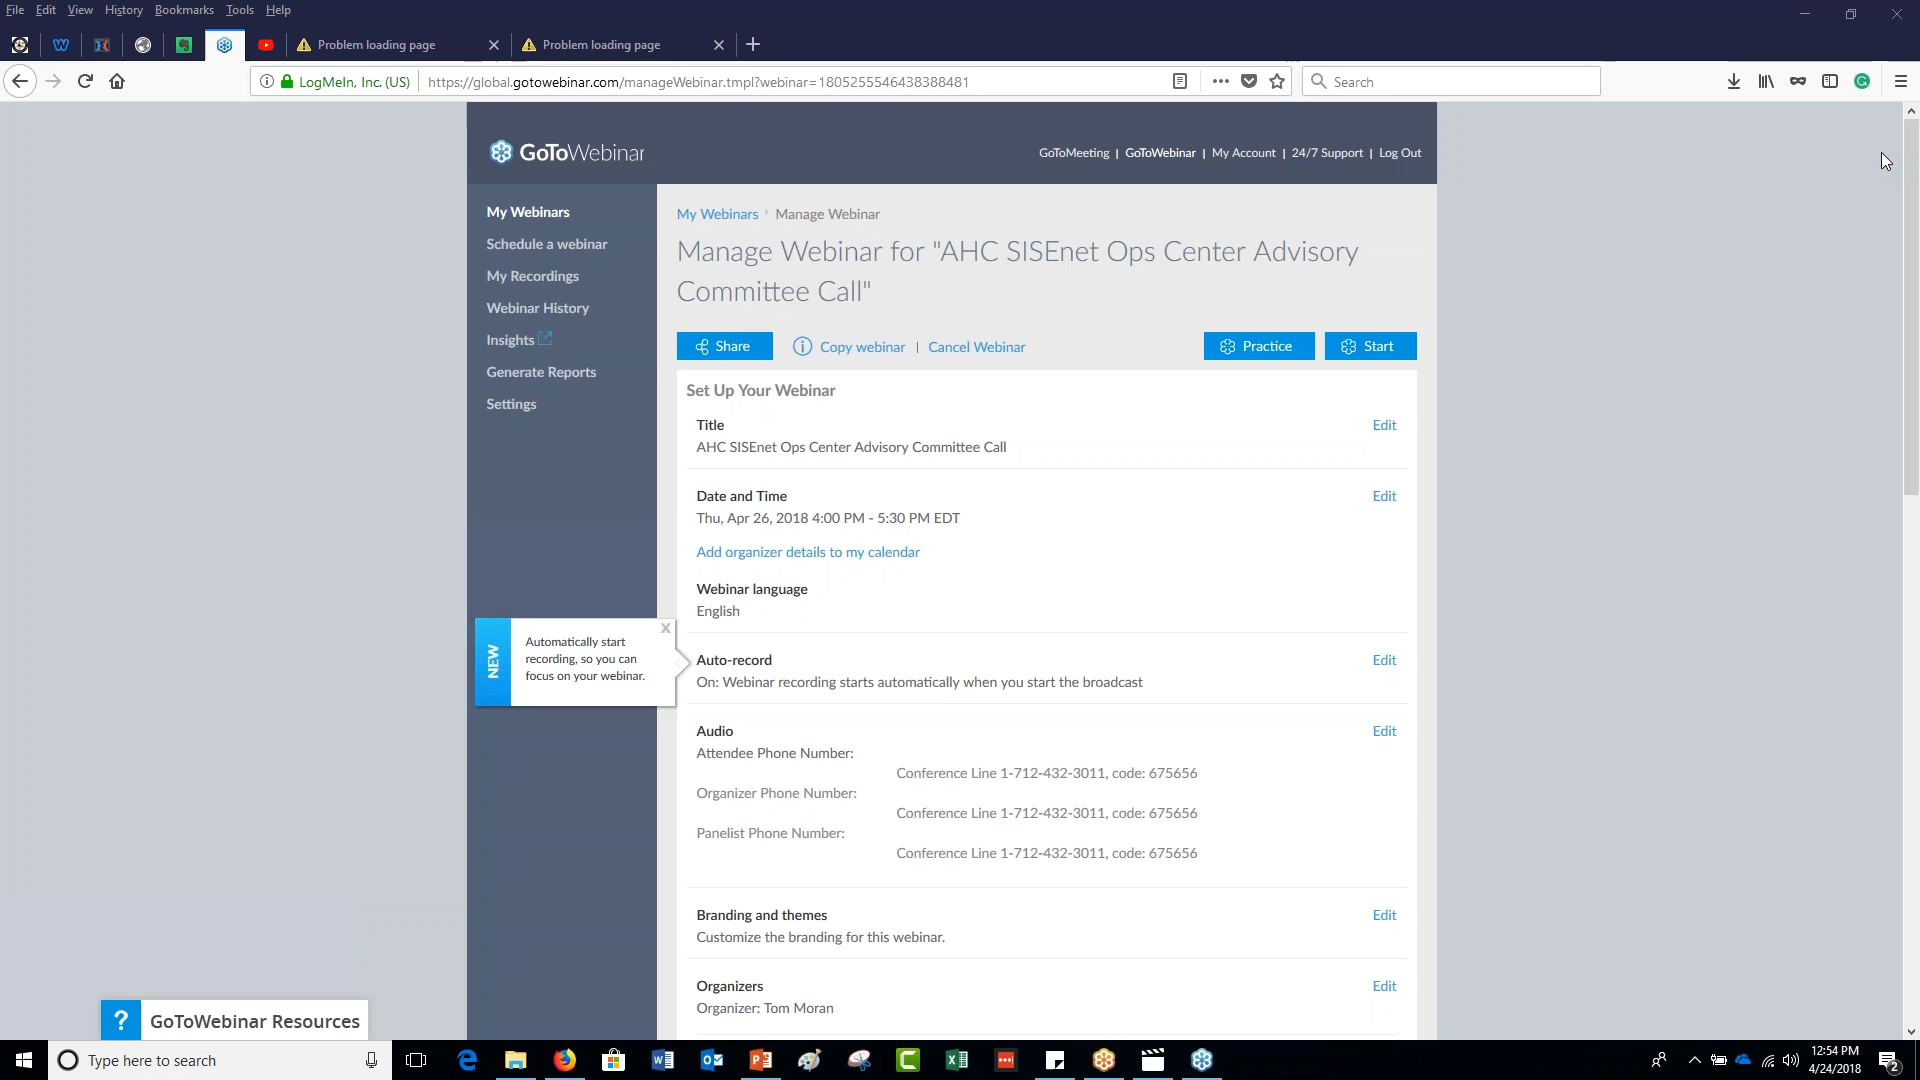 File Edit View History Bookmarks Tools Help
Problem loading page
Problem loading page
LogMeIn, Inc. (US)
https://global.gotowebinar.com/manageWebinar.tmpl?webinar=1805255546438388481
Search
GoToWebinar
GoToMeeting | GoToWebinar | My Account | 24/7 Support | Log Out
My Webinars
Schedule a webinar
My Recordings
Webinar History
Insights
Generate Reports
Settings
My Webinars › Manage Webinar
Manage Webinar for "AHC SISEnet Ops Center Advisory
Committee Call"
Share
Copy webinar | Cancel Webinar
Practice
Start
Set Up Your Webinar
Title
Edit
AHC SISEnet Ops Center Advisory Committee Call
Date and Time
Edit
Thu, Apr 26, 2018 4:00 PM - 5:30 PM EDT
Add organizer details to my calendar
Webinar language
English
NEW
Automatically start
recording, so you can
focus on your webinar.
X
Auto-record
Edit
On: Webinar recording starts automatically when you start the broadcast
Audio
Edit
Attendee Phone Number:
Conference Line 1-712-432-3011, code: 675656
Organizer Phone Number:
Conference Line 1-712-432-3011, code: 675656
Panelist Phone Number:
Conference Line 1-712-432-3011, code: 675656
Branding and themes
Edit
Customize the branding for this webinar.
Organizers
Edit
Organizer: Tom Moran
? GoToWebinar Resources
Type here to search
12:54 PM
4/24/2018
2